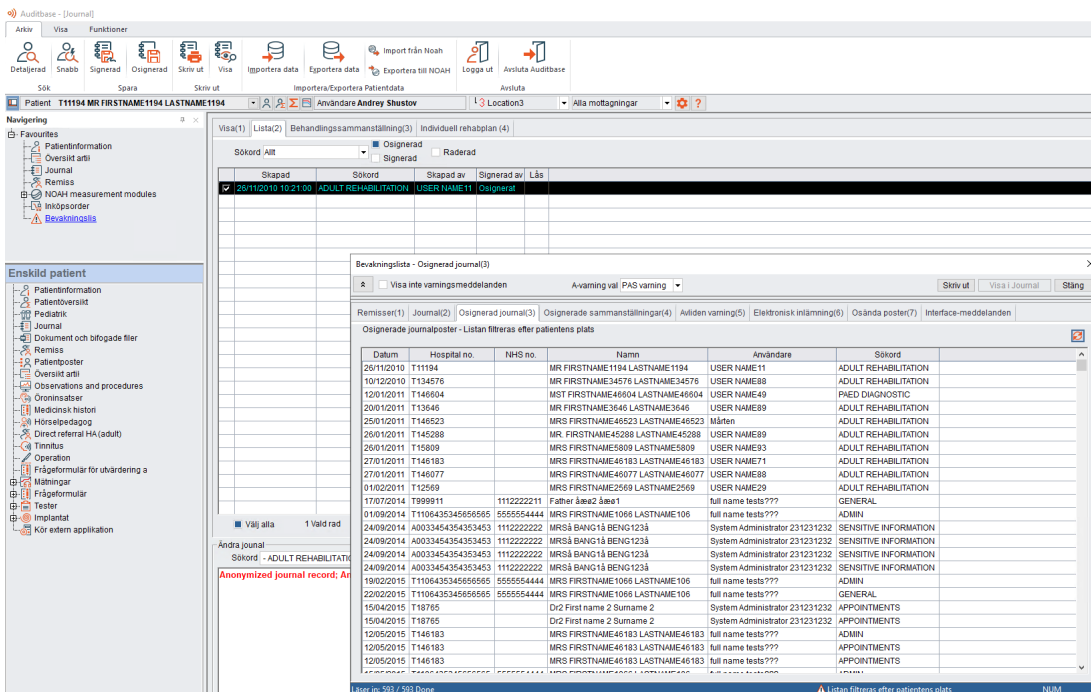 Auditbase - [Journal]
Arkiv Visa Funktioner
Detaljerad Snabb Signerad Osignerad Skriv ut Visa Importera data Exportera data Import från Noah Exportera till NOAH Logga ut Avsluta Auditbase
Sök Spara Skriv ut Importera/Exportera Patientdata Avsluta
Patient T11194 MR FIRSTNAME1194 LASTNAME1194 Användare Andrey Shustov 3 Location3 Alla mottagningar
Navigering
Favourites
Patientinformation
Översikt artil
Journal
Remiss
NOAH measurement modules
Inköpsorder
Bevakningslis
Enskild patient
Patientinformation
Patientöversikt
Pediatrik
Journal
Dokument och bifogade filer
Remiss
Patientposter
Översikt artil
Observations and procedures
Öroninsatser
Medicinsk histori
Hörselpedagog
Direct referral HA (adult)
Tinnitus
Operation
Frågeformulär för utvärdering a
Mätningar
Frågeformulär
Tester
Implantat
Kör extern applikation
Visa(1) Lista(2) Behandlingssammanställning(3) Individuell rehabplan (4)
Sökord Allt Osignerad Signerad Raderad
Skapad Sökord Skapad av Signerad av Lås
26/11/2010 10:21:00 ADULT REHABILITATION USER NAME11 Osignerat
Välj alla 1 Vald rad
Ändra jounal
Sökord - ADULT REHABILITATIO
Anonymized journal record; An
Bevakningslista - Osignerad journal(3)
Visa inte varningsmeddelanden A-varning val PAS varning Skriv ut Visa i Journal Stäng
Remisser(1) Journal(2) Osignerad journal(3) Osignerade sammanställningar(4) Avliden varning(5) Elektronisk inlämning(6) Osända poster(7) Interface-meddelanden
Osignerade journalposter - Listan filtreras efter patientens plats
Datum Hospital no. NHS no. Namn Användare Sökord
26/11/2010 T11194 MR FIRSTNAME1194 LASTNAME1194 USER NAME11 ADULT REHABILITATION
10/12/2010 T134576 MR FIRSTNAME34576 LASTNAME34576 USER NAME88 ADULT REHABILITATION
12/01/2011 T146604 MST FIRSTNAME46604 LASTNAME46604 USER NAME49 PAED DIAGNOSTIC
20/01/2011 T13646 MR FIRSTNAME3646 LASTNAME3646 USER NAME89 ADULT REHABILITATION
25/01/2011 T146523 MRS FIRSTNAME46523 LASTNAME46523 Mårten ADULT REHABILITATION
26/01/2011 T145288 MR. FIRSTNAME45288 LASTNAME45288 USER NAME89 ADULT REHABILITATION
26/01/2011 T15809 MRS FIRSTNAME5809 LASTNAME5809 USER NAME93 ADULT REHABILITATION
27/01/2011 T146183 MRS FIRSTNAME46183 LASTNAME46183 USER NAME71 ADULT REHABILITATION
27/01/2011 T146077 MRS FIRSTNAME46077 LASTNAME46077 USER NAME88 ADULT REHABILITATION
01/02/2011 T12569 MRS FIRSTNAME2569 LASTNAME2569 USER NAME29 ADULT REHABILITATION
17/07/2014 T999911 1112222211 Father åæø2 åæø1 full name tests??? GENERAL
01/09/2014 T1106435345656565 5555554444 MRS FIRSTNAME1066 LASTNAME106 full name tests??? ADMIN
24/09/2014 A0033454354353453 1112222222 MRSå BANG1å BENG123å System Administrator 231231232 SENSITIVE INFORMATION
24/09/2014 A0033454354353453 1112222222 MRSå BANG1å BENG123å System Administrator 231231232 SENSITIVE INFORMATION
24/09/2014 A0033454354353453 1112222222 MRSå BANG1å BENG123å System Administrator 231231232 SENSITIVE INFORMATION
24/09/2014 A0033454354353453 1112222222 MRSå BANG1å BENG123å System Administrator 231231232 SENSITIVE INFORMATION
19/02/2015 T1106435345656565 5555554444 MRS FIRSTNAME1066 LASTNAME106 full name tests??? ADMIN
22/02/2015 T1106435345656565 5555554444 MRS FIRSTNAME1066 LASTNAME106 full name tests??? GENERAL
15/04/2015 T18765 Dr2 First name 2 Surname 2 System Administrator 231231232 APPOINTMENTS
15/04/2015 T18765 Dr2 First name 2 Surname 2 System Administrator 231231232 APPOINTMENTS
12/05/2015 T146183 MRS FIRSTNAME46183 LASTNAME46183 full name tests??? ADMIN
12/05/2015 T146183 MRS FIRSTNAME46183 LASTNAME46183 full name tests??? APPOINTMENTS
12/05/2015 T146183 MRS FIRSTNAME46183 LASTNAME46183 full name tests??? APPOINTMENTS
Läser in: 593 / 593 Done Listan filtreras efter patientens plats NUM